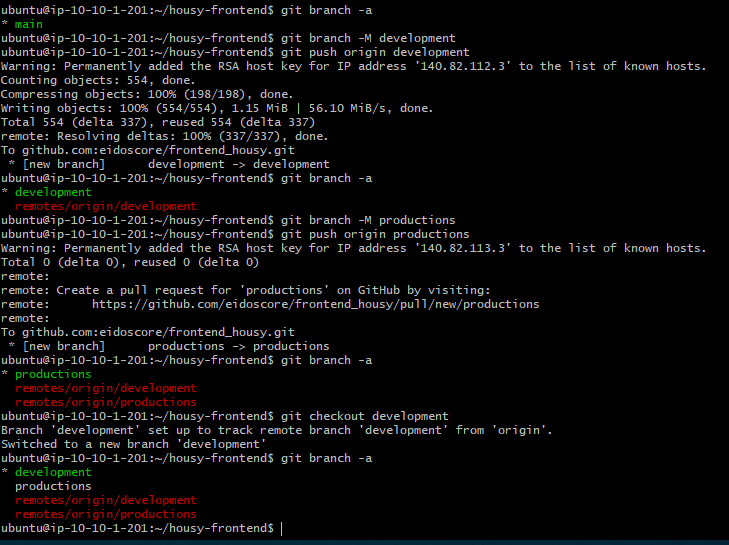 ubuntu@ip-10-10-1-201:~/housy-frontend$ git branch -a
* main
ubuntu@ip-10-10-1-201:~/housy-frontend$ git branch -M development
ubuntu@ip-10-10-1-201:~/housy-frontend$ git push origin development
Warning: Permanently added the RSA host key for IP address '140.82.112.3' to the list of known hosts.
Counting objects: 554, done.
Compressing objects: 100% (198/198), done.
Writing objects: 100% (554/554), 1.15 MiB | 56.10 MiB/s, done.
Total 554 (delta 337), reused 554 (delta 337)
remote: Resolving deltas: 100% (337/337), done.
To github.com:eidoscore/frontend_housy.git
 * [new branch]      development -> development
ubuntu@ip-10-10-1-201:~/housy-frontend$ git branch -a
* development
  remotes/origin/development
ubuntu@ip-10-10-1-201:~/housy-frontend$ git branch -M productions
ubuntu@ip-10-10-1-201:~/housy-frontend$ git push origin productions
Warning: Permanently added the RSA host key for IP address '140.82.113.3' to the list of known hosts.
Total 0 (delta 0), reused 0 (delta 0)
remote:
remote: Create a pull request for 'productions' on GitHub by visiting:
remote:      https://github.com/eidoscore/frontend_housy/pull/new/productions
remote:
To github.com:eidoscore/frontend_housy.git
 * [new branch]      productions -> productions
ubuntu@ip-10-10-1-201:~/housy-frontend$ git branch -a
* productions
  remotes/origin/development
  remotes/origin/productions
ubuntu@ip-10-10-1-201:~/housy-frontend$ git checkout development
Branch 'development' set up to track remote branch 'development' from 'origin'.
Switched to a new branch 'development'
ubuntu@ip-10-10-1-201:~/housy-frontend$ git branch -a
* development
  productions
  remotes/origin/development
  remotes/origin/productions
ubuntu@ip-10-10-1-201:~/housy-frontend$